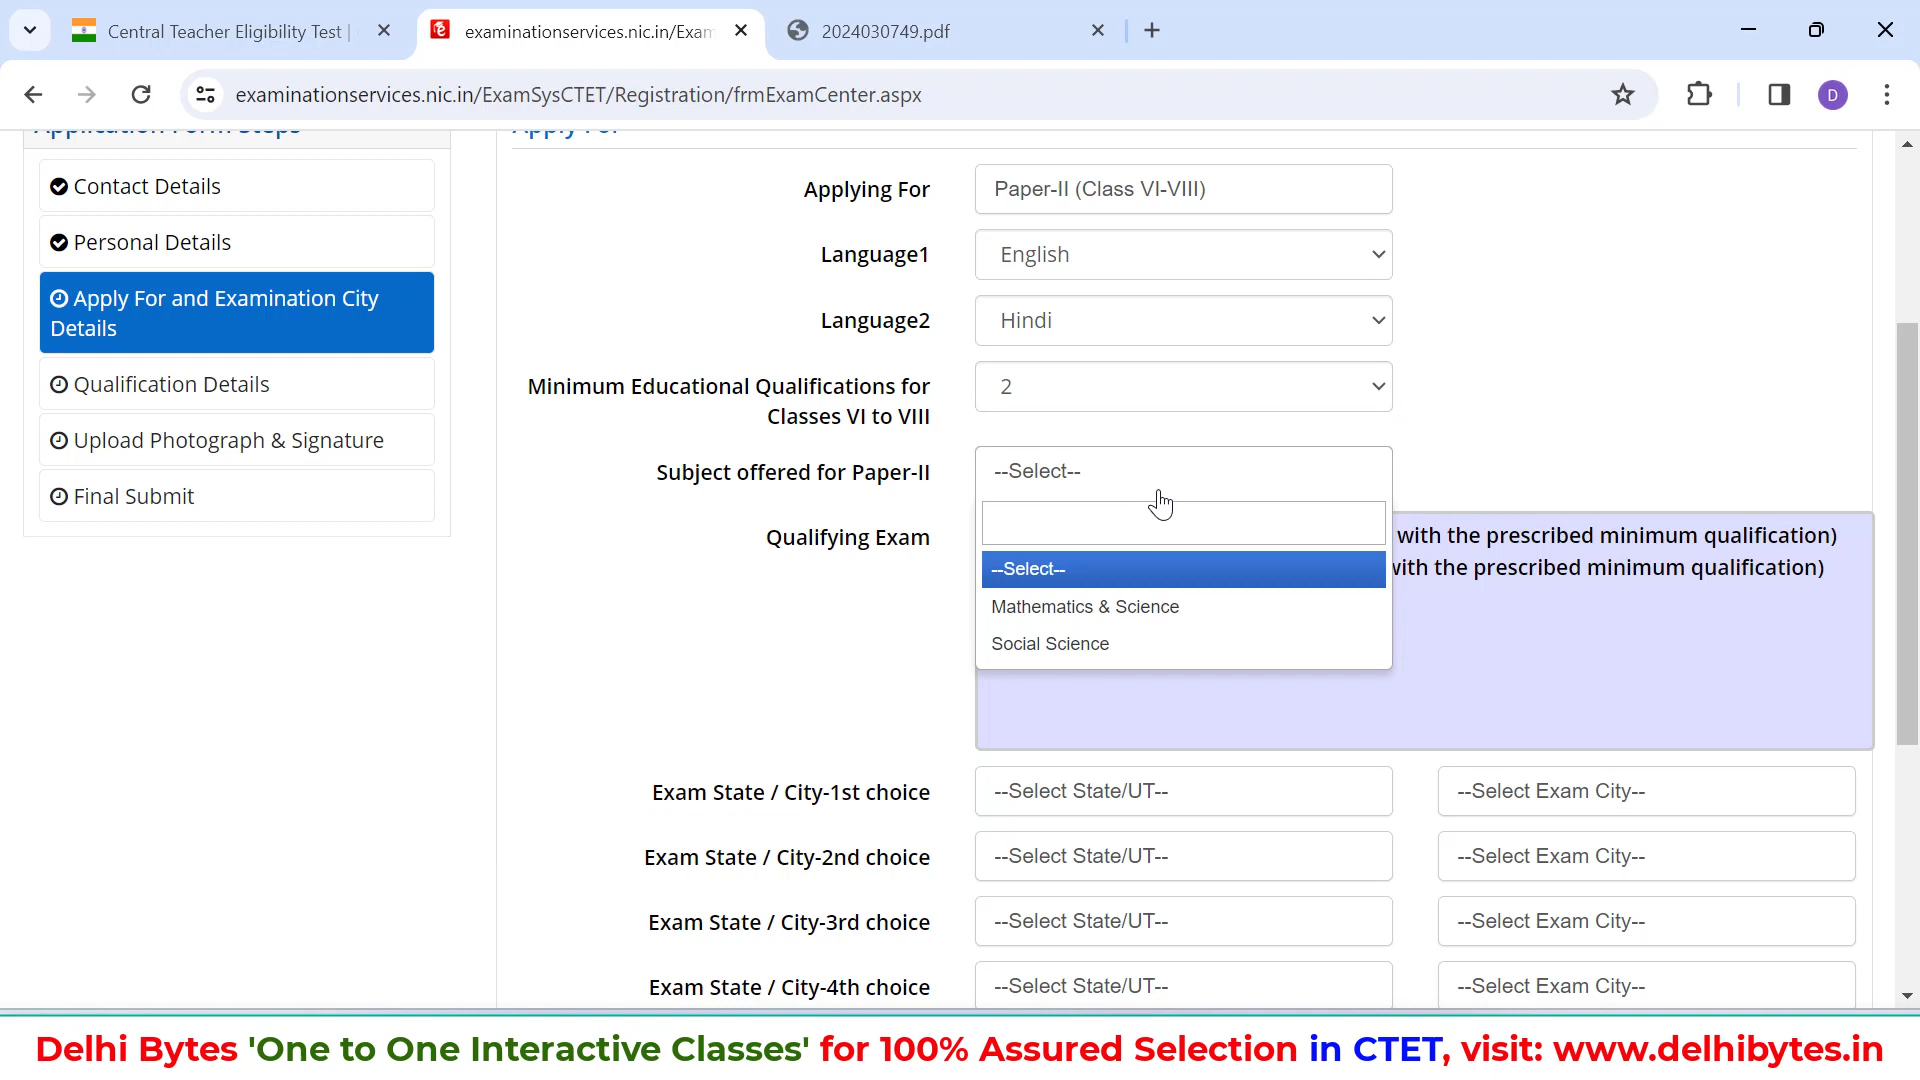 Central Teacher Eligibility Test |
examinationservices.nic.in/Exam
2024030749.pdf
examinationservices.nic.in/ExamSysCTET/Registration/frmExamCenter.aspx
D
Application Form Steps
Contact Details
Personal Details
Apply For and Examination City
Details
Qualification Details
Upload Photograph & Signature
Final Submit
Apply For
Applying For
Paper-II (Class VI-VIII)
Language1
English
Language2
Hindi
Minimum Educational Qualifications for
Classes VI to VIII
2
Subject offered for Paper-II
--Select--
--Select--
Mathematics & Science
Social Science
Qualifying Exam
with the prescribed minimum qualification)
with the prescribed minimum qualification)
Exam State / City-1st choice
--Select State/UT--
--Select Exam City--
Exam State / City-2nd choice
--Select State/UT--
--Select Exam City--
Exam State / City-3rd choice
--Select State/UT--
--Select Exam City--
Exam State / City-4th choice
--Select State/UT--
--Select Exam City--
Delhi Bytes 'One to One Interactive Classes' for 100% Assured Selection in CTET, visit: www.delhibytes.in